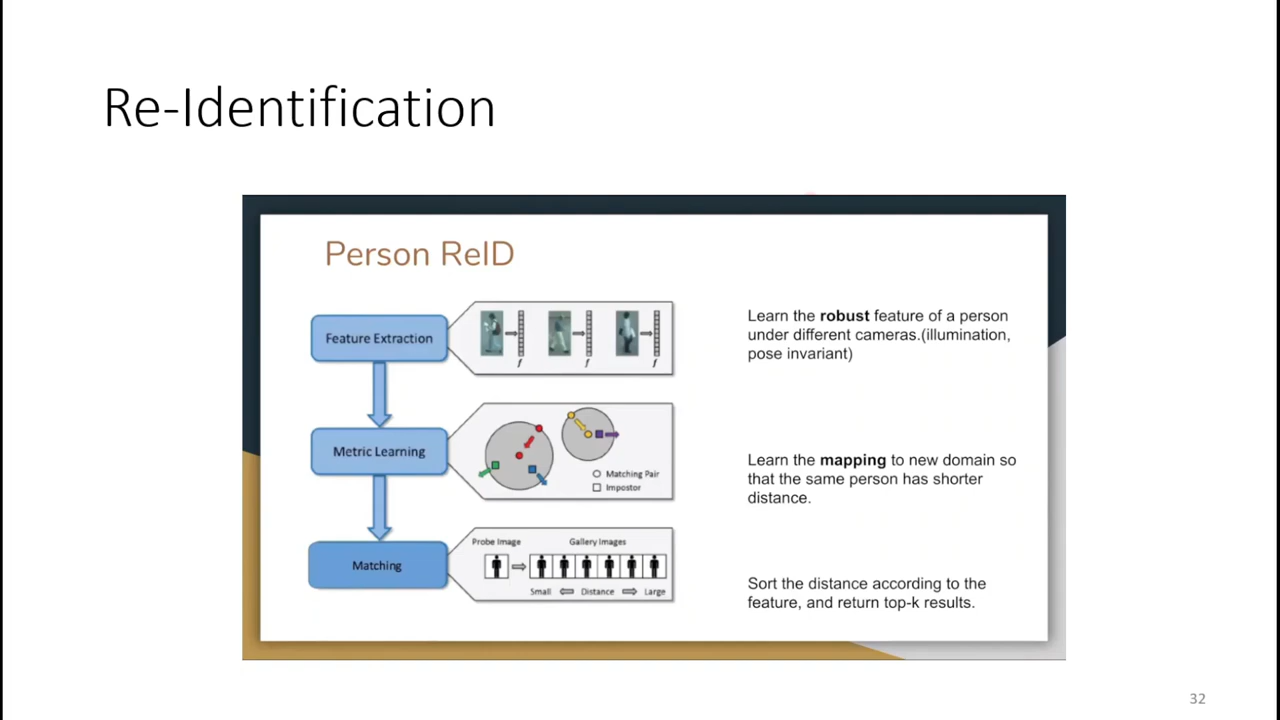 Re-Identification
Person ReID
Feature Extraction
f f f
Learn the robust feature of a person
under different cameras.(illumination,
pose invariant)
Metric Learning
Matching Pair
Impostor
Learn the mapping to new domain so
that the same person has shorter
distance.
Matching
Probe Image Gallery Images
Small Distance Large
Sort the distance according to the
feature, and return top-k results.
32